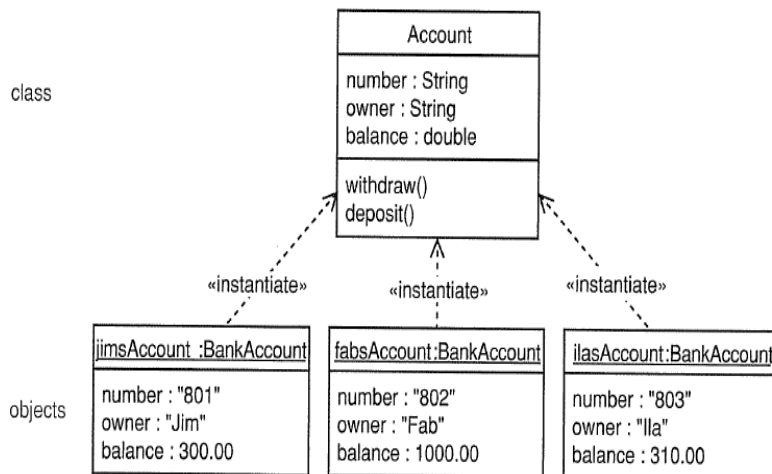 Account
class
number : String
owner : String
balance : double
withdraw()
deposit()
«instantiate»
«instantiate»
«instantiate»
jimsAccount :BankAccount
fabsAccount:BankAccount
ilasAccount:BankAccount
objects
number : "801"
owner : "Jim"
balance : 300.00
number : "802"
owner : "Fab"
balance : 1000.00
number : "803"
owner : "Ila"
balance : 310.00